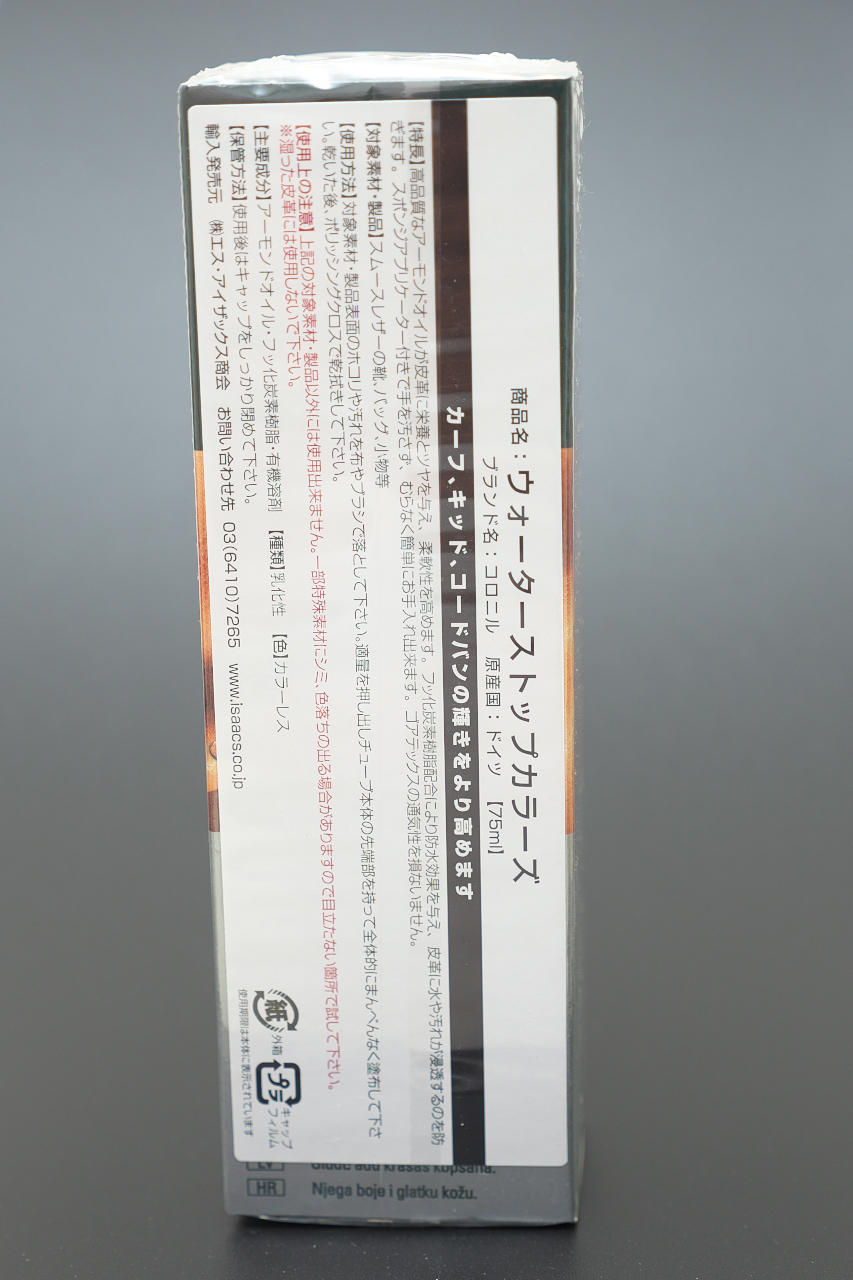 商品名：ウォーターストップカラーズ
ブランド名：コロニル　原産国：ドイツ　【75ml】
カーフ、キッド、コードバンの輝きをより高めます
【特長】高品質なアーモンドオイルが皮革に栄養とツヤを与え、柔軟性を高めます。フッ化炭素樹脂配合により防水効果を与え、皮革に水や汚れが浸透するのを防
ぎます。スポンジアプリケーター付きで手を汚さず、むらなく簡単にお手入れ出来ます。ゴアテックスの通気性を損ないません。
【対象素材・製品】スムースレザーの靴、バッグ、小物等
【使用方法】対象素材・製品表面のホコリや汚れを布やブラシで落として下さい。適量を押し出しチューブ本体の先端部を持って全体的にまんべんなく塗布して下さ
い。乾いた後、ポリッシングクロスで乾拭きして下さい。
【使用上の注意】上記の対象素材・製品以外には使用出来ません。一部特殊素材にシミ、色落ちの出る場合がありますので目立たない箇所で試して下さい。
※湿った皮革には使用しないで下さい。
【主要成分】アーモンドオイル・フッ化炭素樹脂・有機溶剤　【種類】乳化性　【色】カラーレス
【保管方法】使用後はキャップをしっかり閉めて下さい。
輸入発売元　㈱エス・アイザックス商会　お問い合わせ先　03(6410)7265　www.isaacs.co.jp
紙 外箱
プラ キャップ
フィルム
使用期限は本体に表示されています
LV
krāsas kopšana.
HR Njega boje i glatku kožu.